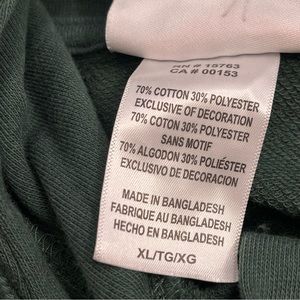 RN # 15763
CA # 00153
70% COTTON 30% POLYESTER
EXCLUSIVE OF DECORATION
70% COTON 30% POLYESTER
SANS MOTIF
70% ALGODON 30% POLIÉSTER
EXCLUSIVO DE DECORACION
MADE IN BANGLADESH
FABRIQUE AU BANGLADESH
HECHO EN BANGLADESH
XL/TG/XG